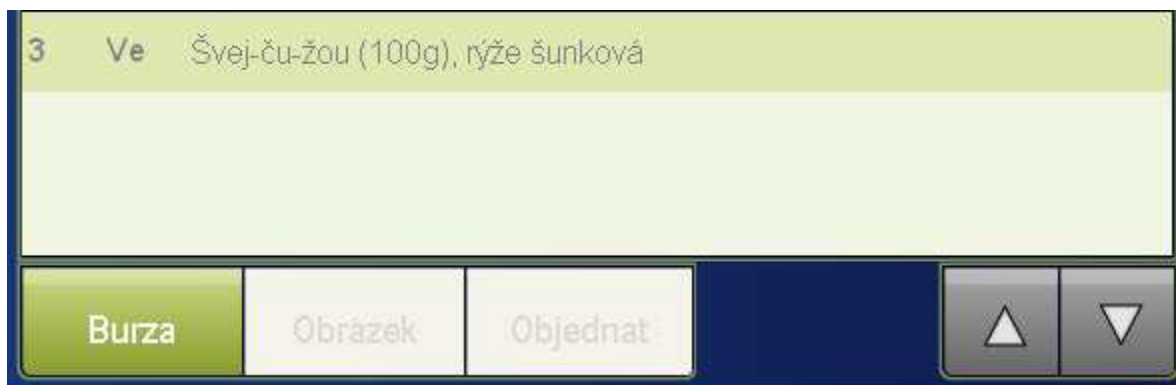 3 Ve Švej-ču-žou (100g), rýže šunková
Burza Obrázek Objednat